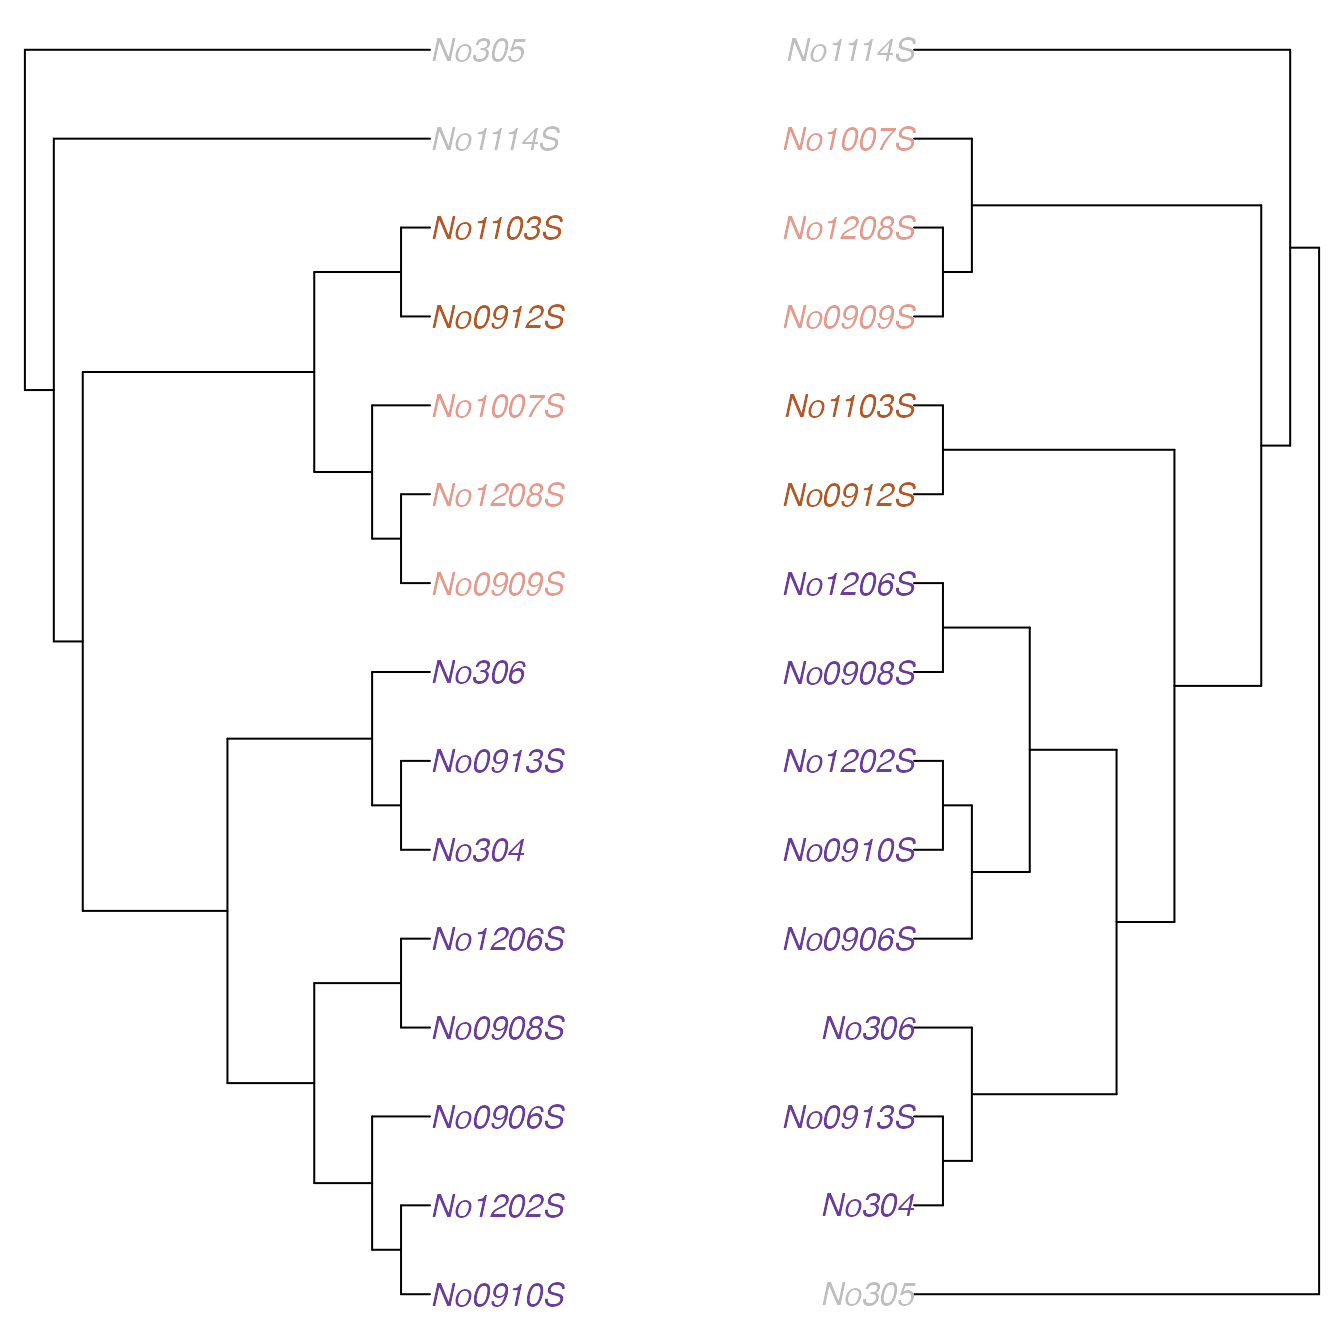 No305 No1114S
No1114S No1007S
No1103S No1208S
No0912S No0909S
No1007S No1103S
No1208S No0912S
No0909S No1206S
No306 No0908S
No0913S No1202S
No304 No0910S
No1206S No0906S
No0908S No306
No0906S No0913S
No1202S No304
No0910S No305